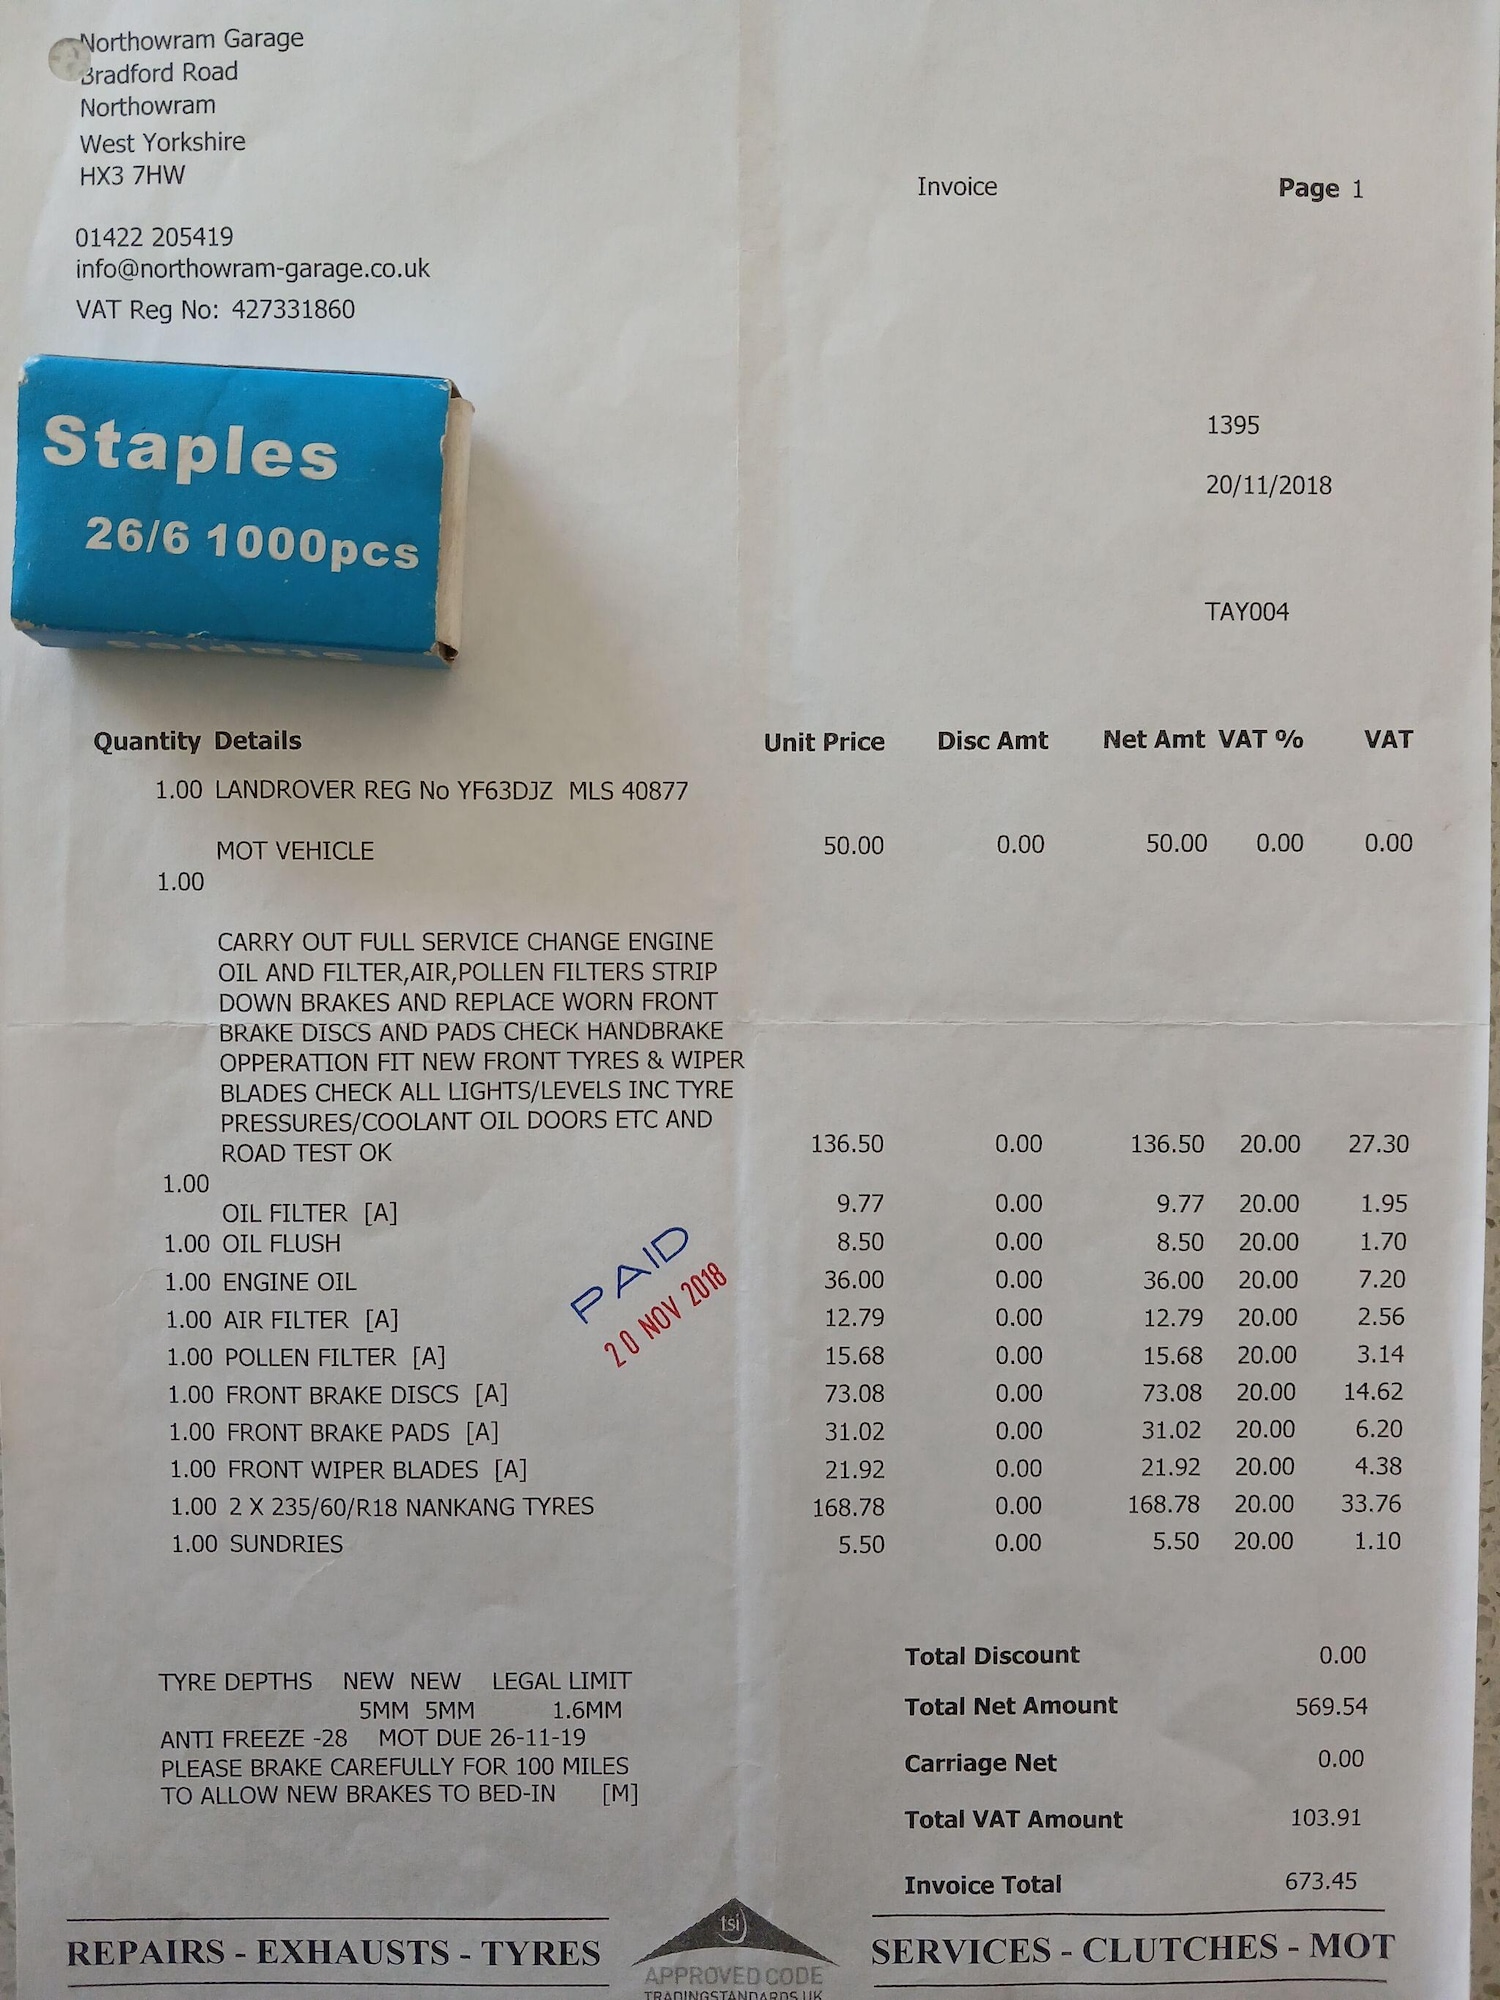 Northowram Garage
Bradford Road
Northowram
West Yorkshire
HX3 7HW
Invoice Page 1
01422 205419
info@northowram-garage.co.uk
VAT Reg No: 427331860
Staples
26/6 1000pcs
Staples
1395
20/11/2018
TAY004
Quantity Details Unit Price Disc Amt Net Amt VAT % VAT
1.00 LANDROVER REG No YF63DJZ MLS 40877
MOT VEHICLE 50.00 0.00 50.00 0.00 0.00
1.00
CARRY OUT FULL SERVICE CHANGE ENGINE
OIL AND FILTER,AIR,POLLEN FILTERS STRIP
DOWN BRAKES AND REPLACE WORN FRONT
BRAKE DISCS AND PADS CHECK HANDBRAKE
OPPERATION FIT NEW FRONT TYRES & WIPER
BLADES CHECK ALL LIGHTS/LEVELS INC TYRE
PRESSURES/COOLANT OIL DOORS ETC AND
ROAD TEST OK 136.50 0.00 136.50 20.00 27.30
1.00
OIL FILTER [A] 9.77 0.00 9.77 20.00 1.95
1.00 OIL FLUSH 8.50 0.00 8.50 20.00 1.70
1.00 ENGINE OIL 36.00 0.00 36.00 20.00 7.20
1.00 AIR FILTER [A] 12.79 0.00 12.79 20.00 2.56
1.00 POLLEN FILTER [A] 15.68 0.00 15.68 20.00 3.14
1.00 FRONT BRAKE DISCS [A] 73.08 0.00 73.08 20.00 14.62
1.00 FRONT BRAKE PADS [A] 31.02 0.00 31.02 20.00 6.20
1.00 FRONT WIPER BLADES [A] 21.92 0.00 21.92 20.00 4.38
1.00 2 X 235/60/R18 NANKANG TYRES 168.78 0.00 168.78 20.00 33.76
1.00 SUNDRIES 5.50 0.00 5.50 20.00 1.10
PAID
20 NOV 2018
TYRE DEPTHS NEW NEW LEGAL LIMIT
5MM 5MM 1.6MM
ANTI FREEZE -28 MOT DUE 26-11-19
PLEASE BRAKE CAREFULLY FOR 100 MILES
TO ALLOW NEW BRAKES TO BED-IN [M]
Total Discount 0.00
Total Net Amount 569.54
Carriage Net 0.00
Total VAT Amount 103.91
Invoice Total 673.45
REPAIRS - EXHAUSTS - TYRES
tsi
APPROVED CODE
TRADINGSTANDARDS.UK
SERVICES - CLUTCHES - MOT